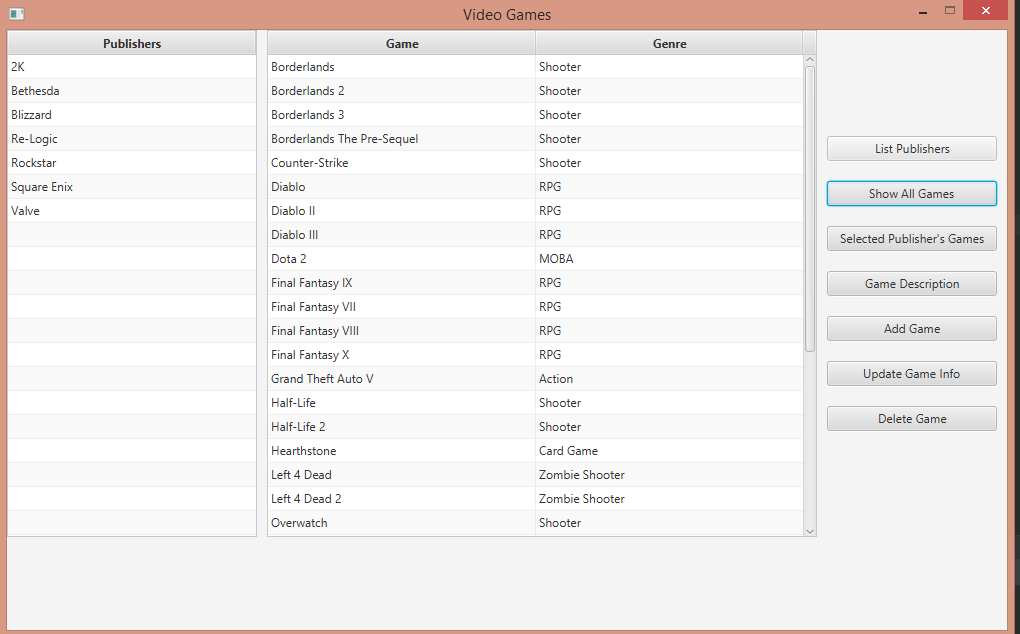 Video Games
Publishers
2K
Bethesda
Blizzard
Re-Logic
Rockstar
Square Enix
Valve
Game Genre
Borderlands Shooter
Borderlands 2 Shooter
Borderlands 3 Shooter
Borderlands The Pre-Sequel Shooter
Counter-Strike Shooter
Diablo RPG
Diablo II RPG
Diablo III RPG
Dota 2 MOBA
Final Fantasy IX RPG
Final Fantasy VII RPG
Final Fantasy VIII RPG
Final Fantasy X RPG
Grand Theft Auto V Action
Half-Life Shooter
Half-Life 2 Shooter
Hearthstone Card Game
Left 4 Dead Zombie Shooter
Left 4 Dead 2 Zombie Shooter
Overwatch Shooter
List Publishers
Show All Games
Selected Publisher's Games
Game Description
Add Game
Update Game Info
Delete Game